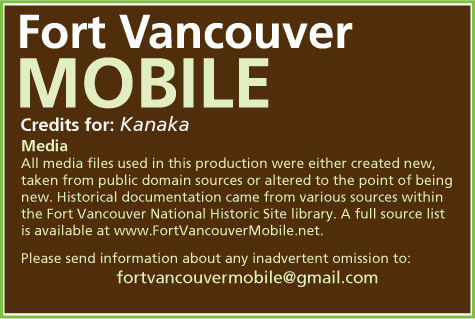 Fort Vancouver
MOBILE
Credits for: Kanaka
Media
All media files used in this production were either created new,
taken from public domain sources or altered to the point of being
new. Historical documentation came from various sources within
the Fort Vancouver National Historic Site library. A full source list
is available at www.FortVancouverMobile.net.
Please send information about any inadvertent omission to:
fortvancouvermobile@gmail.com